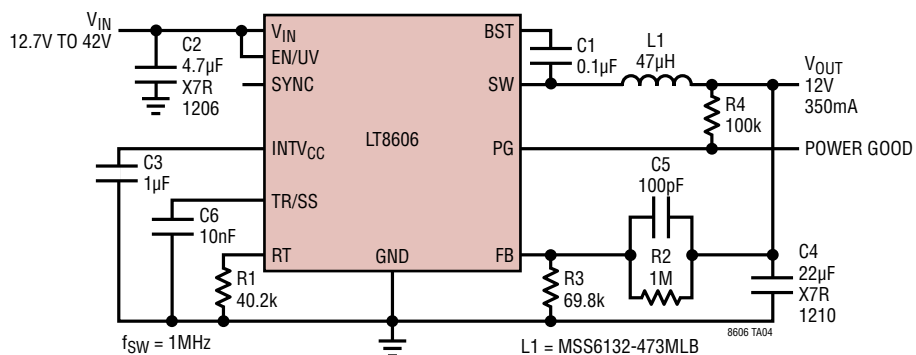 VIN
12.7V TO 42V
C2
4.7µF
X7R
1206
VIN
EN/UV
SYNC
INTVCC
TR/SS
RT
LT8606
GND
BST
SW
PG
FB
C1
0.1µF
L1
47µH
VOUT
12V
350mA
R4
100k
POWER GOOD
C3
1µF
C6
10nF
R1
40.2k
C5
100pF
R2
1M
R3
69.8k
C4
22µF
X7R
1210
8606 TA04
fSW = 1MHz
L1 = MSS6132-473MLB